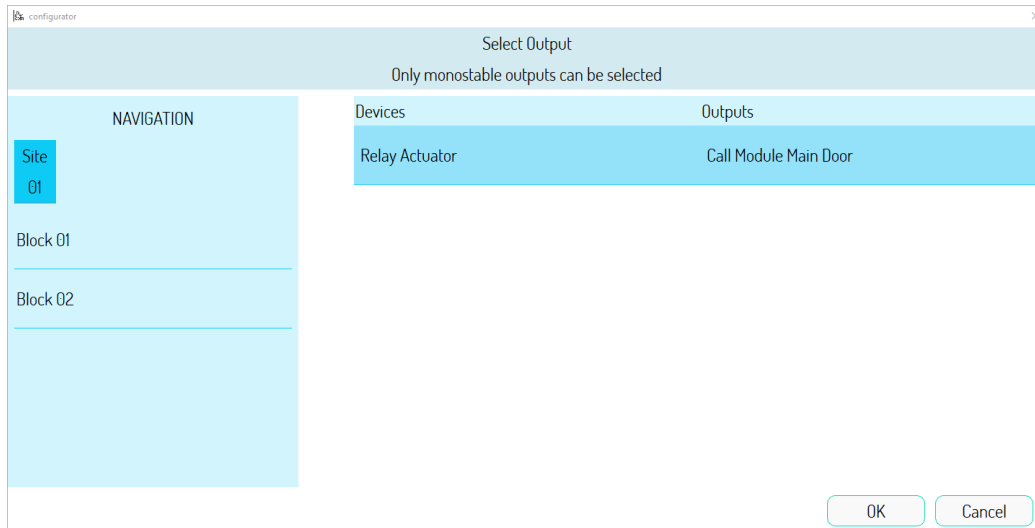 configurator
Select Output
Only monostable outputs can be selected
NAVIGATION
Site
01
Block 01
Block 02
Devices Outputs
Relay Actuator Call Module Main Door
OK Cancel